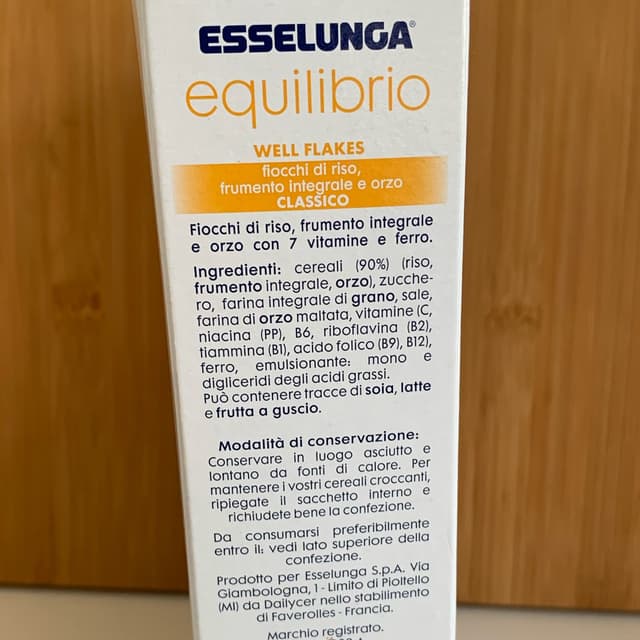 ESSELUNGA®
equilibrio
WELL FLAKES
fiocchi di riso,
frumento integrale e orzo
CLASSICO
Fiocchi di riso, frumento integrale
e orzo con 7 vitamine e ferro.
Ingredienti: cereali (90%) (riso,
frumento integrale, orzo), zucche-
ro, farina integrale di grano, sale,
farina di orzo maltata, vitamine (C,
niacina (PP), B6, riboflavina (B2),
tiammina (B1), acido folico (B9), B12),
ferro, emulsionante: mono e
digliceridi degli acidi grassi.
Può contenere tracce di soia, latte
e frutta a guscio.
Modalità di conservazione:
Conservare in luogo asciutto e
lontano da fonti di calore. Per
mantenere i vostri cereali croccanti,
ripiegate il sacchetto interno e
richiudete bene la confezione.
Da consumarsi preferibilmente
entro il: vedi lato superiore della
confezione.
Prodotto per Esselunga S.p.A. Via
Giambologna, 1 - Limito di Pioltello
(MI) da Dailycer nello stabilimento
di Faverolles - Francia.
Marchio registrato.